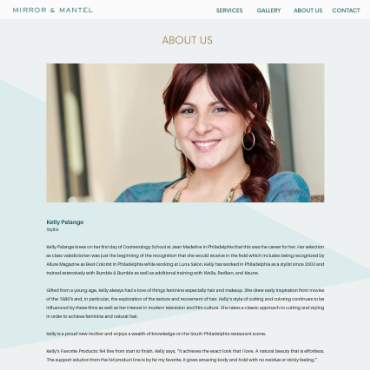 MIRROR & MANTEL
SERVICES GALLERY ABOUT US CONTACT
ABOUT US
Kelly Palange
Stylist
Kelly Palange knew on her first day of Cosmetology School at Jean Madeline in Philadelphia that this was the career for her. Her selection
as class valedictorian was just the beginning of the recognition that she would receive in the field which includes being recognized by
Allure Magazine as Best Colorist in Philadelphia while working at Luna Salon. Kelly has worked in Philadelphia as a stylist since 2003 and
trained extensively with Bumble & Bumble as well as additional training with Wella, Redken, and
Gifted from a young age, Kelly always had a love of things feminine especially hair and makeup. She drew early inspiration from movies
of the 1980's and, in particular, the exploration of the texture and movement of hair. Kelly's style of cutting and coloring continues to be
influenced by these films as well as her interest in modern television and film culture. She uses a classic approach to cutting and styling
in order to achieve feminine and natural hair.
Kelly is a proud new mother and enjoys a wealth of knowledge on the South Philadelphia restaurant scene.
Kelly's Favorite Products: N4 line from start to finish. Kelly says, "It achieves the exact look that I love. A natural beauty that is effortless.
The support solution from the N4 product line is by far my favorite. It gives amazing body and hold with no residue or sticky feeling."